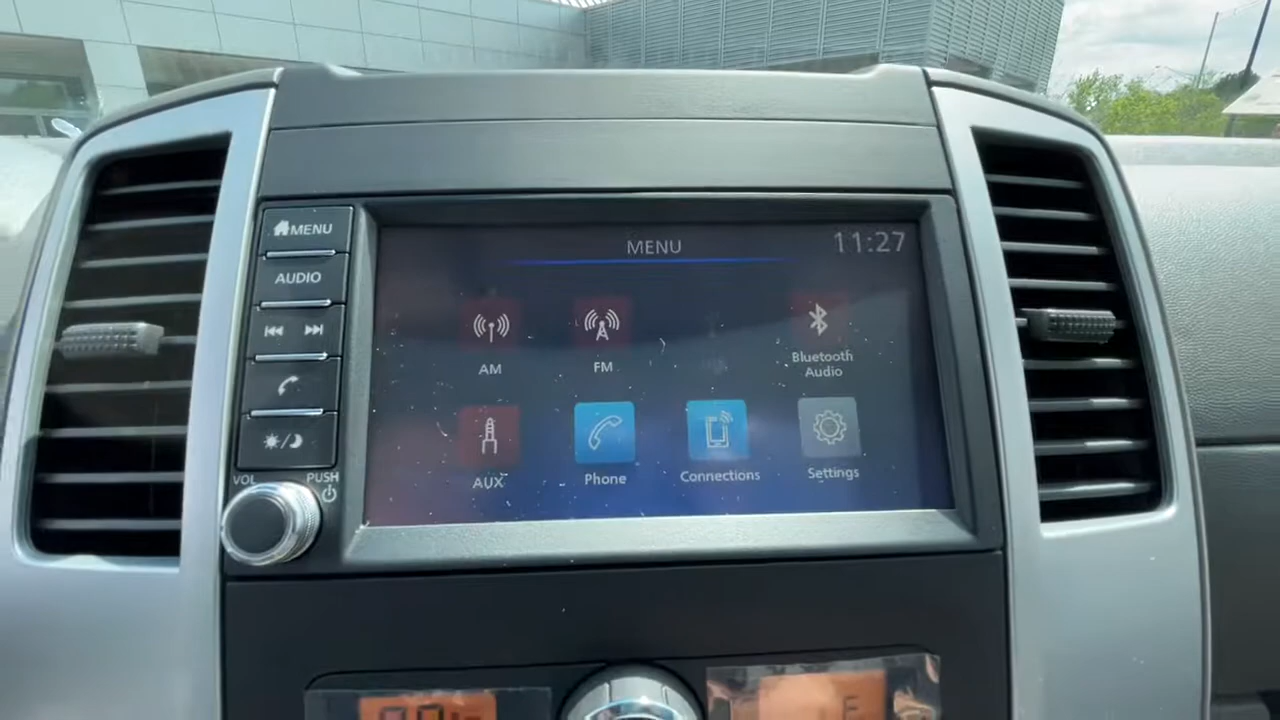 MENU
AUDIO
VOL
PUSH
MENU
11:27
AM
FM
Bluetooth
Audio
AUX
Phone
Connections
Settings